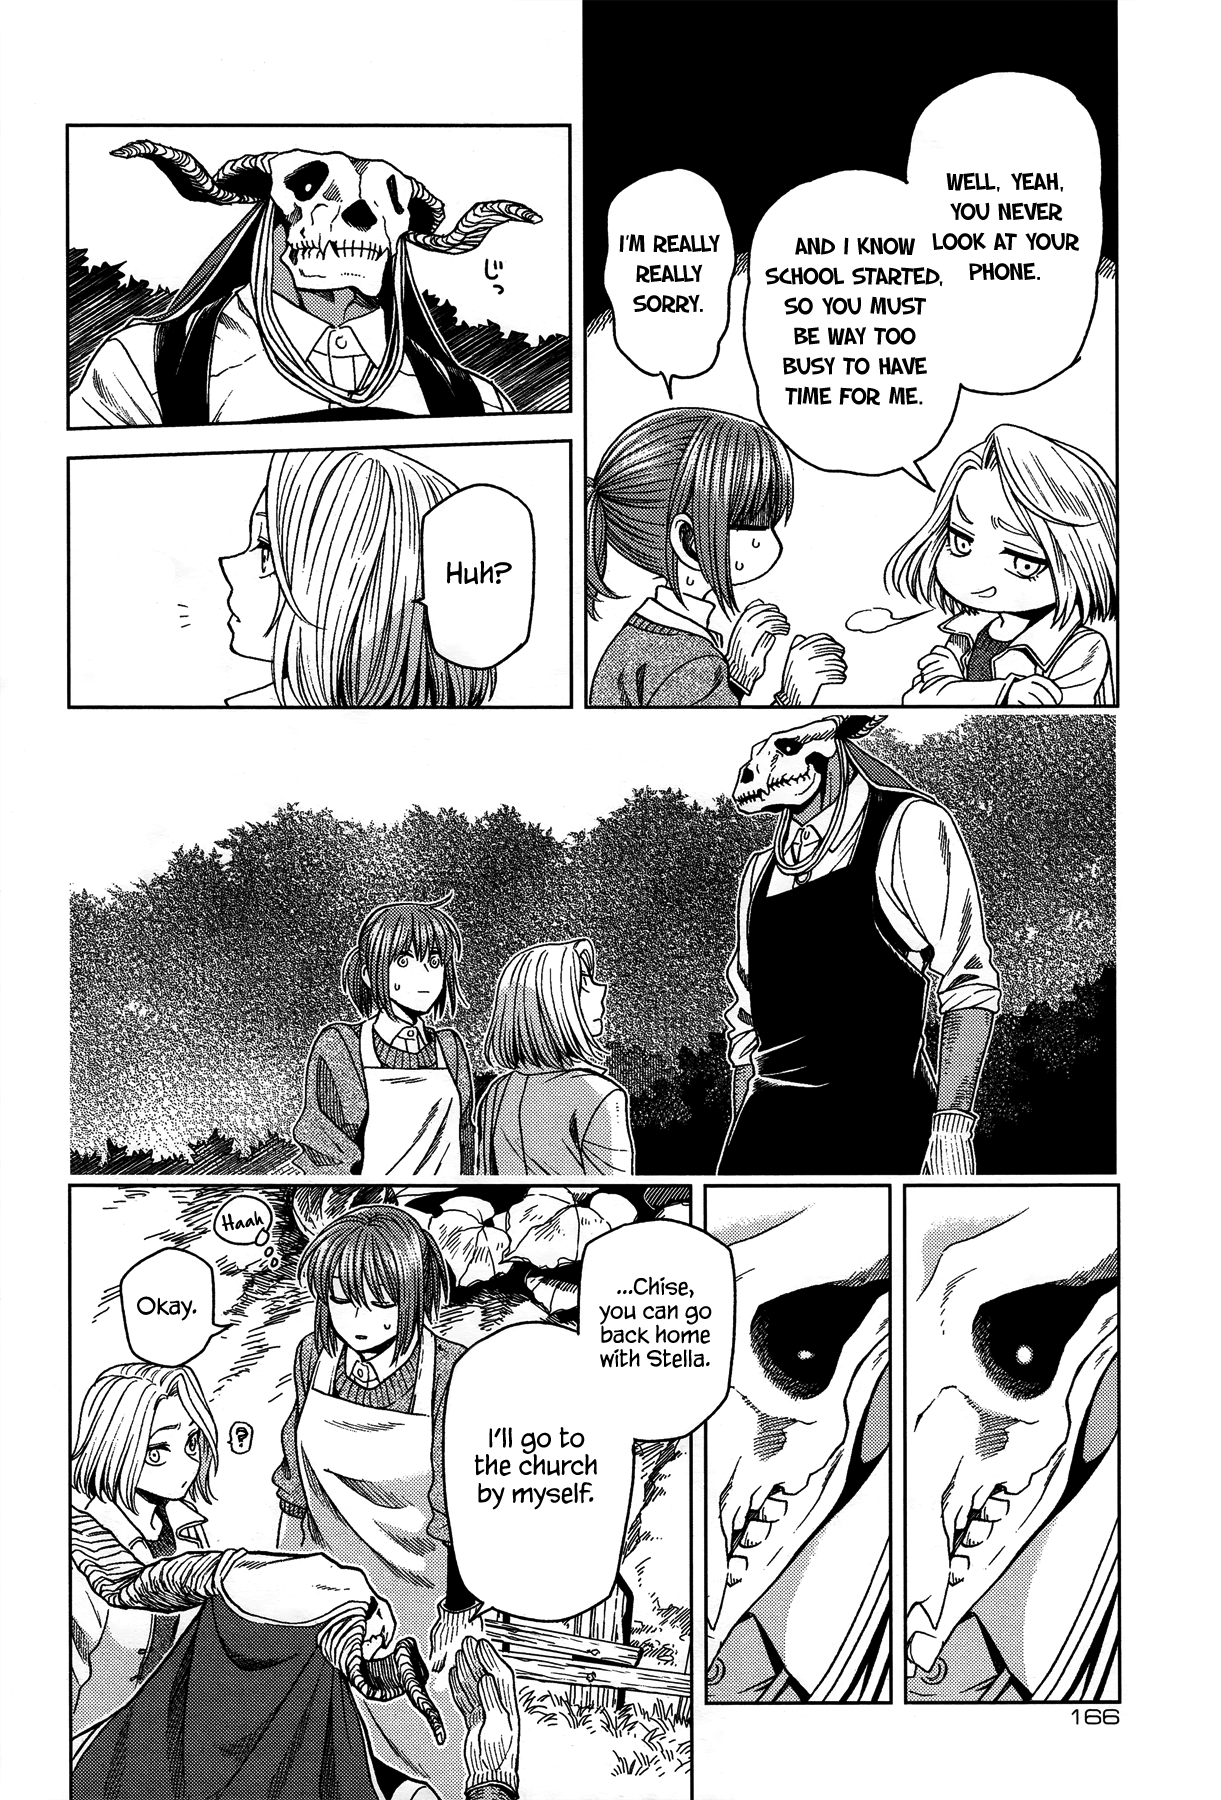 WELL, YEAH,
YOU NEVER
LOOK AT YOUR
PHONE.
AND I KNOW
SCHOOL STARTED,
SO YOU MUST
BE WAY TOO
BUSY TO HAVE
TIME FOR ME.
I'M REALLY
REALLY
SORRY.
じっ
Huh?
...Chise,
you can go
back home
with Stella.
I'll go to
the church
by myself.
Haah
Okay.
?
166